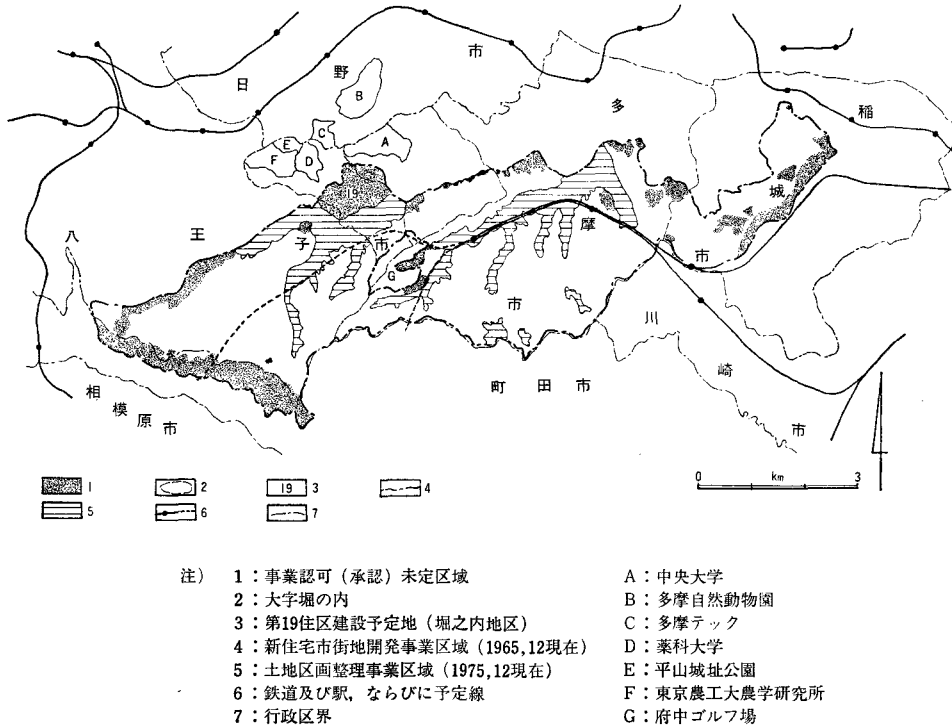 日
野
市
B
多
稲
C
A
E
D
F
19
城
八
王
子
市
摩
市
G
市
川
崎
市
相模原市
町田市
0 km 3
1
2
19 3
4
5
6
7
注) 1：事業認可（承認）未定区域
2：大字堀の内
3：第19住区建設予定地（堀之内地区）
4：新住宅市街地開発事業区域（1965,12現在）
5：土地区画整理事業区域（1975,12現在）
6：鉄道及び駅，ならびに予定線
7：行政区界
A：中央大学
B：多摩自然動物園
C：多摩テック
D：薬科大学
E：平山城址公園
F：東京農工大農学研究所
G：府中ゴルフ場